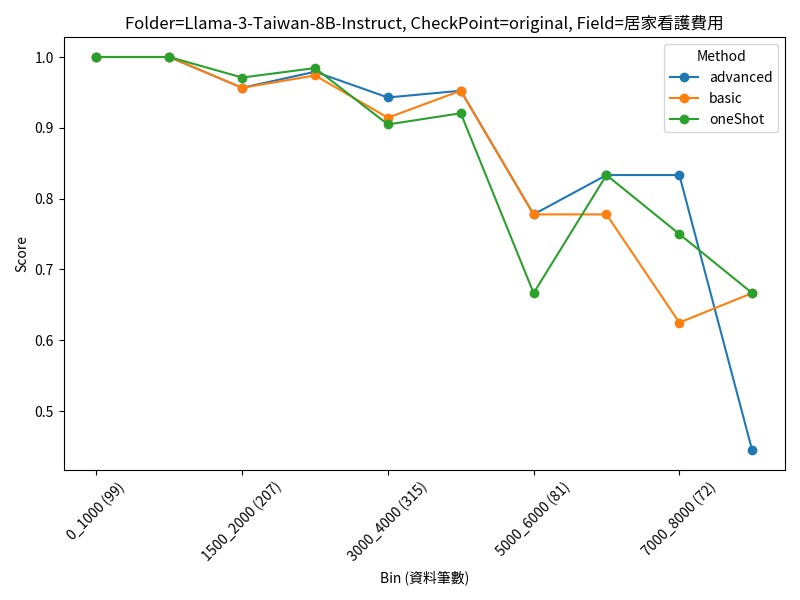 Folder=Llama-3-Taiwan-8B-Instruct, CheckPoint=original, Field=居家看護費用
Method
advanced
basic
oneShot
Score
1.0
0.9
0.8
0.7
0.6
0.5
0_1000 (99)
1500_2000 (207)
3000_4000 (315)
5000_6000 (81)
7000_8000 (72)
Bin (資料筆數)